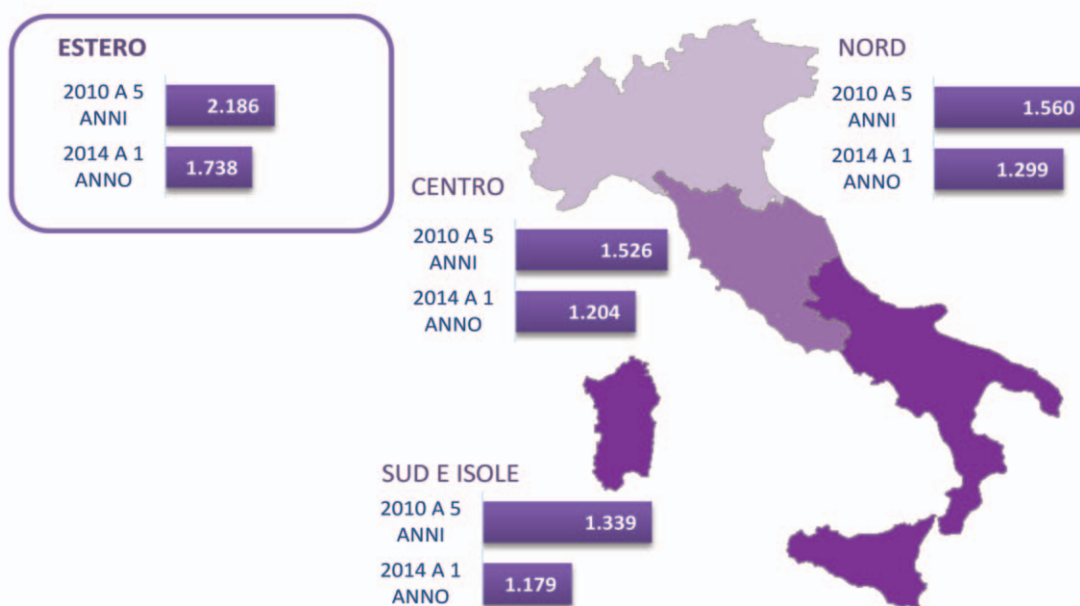 ESTERO
2010 A 5
ANNI
2.186
2014 A 1
ANNO
1.738
NORD
2010 A 5
ANNI
1.560
2014 A 1
ANNO
1.299
CENTRO
2010 A 5
ANNI
1.526
2014 A 1
ANNO
1.204
SUD E ISOLE
2010 A 5
ANNI
1.339
2014 A 1
ANNO
1.179